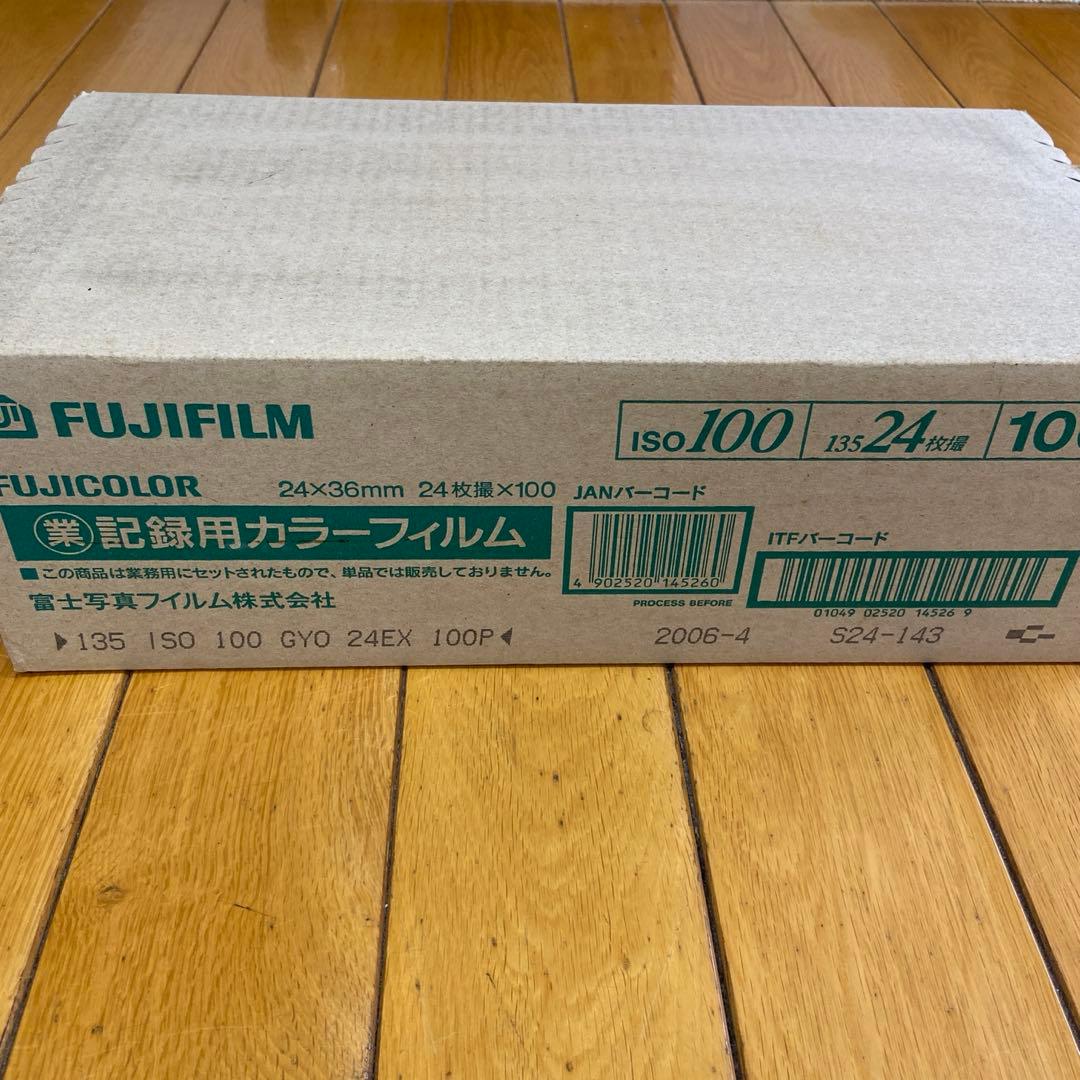 FUJIFILM
ISO 100
135 24枚撮
10
FUJICOLOR
24×36mm 24枚撮×100
業 記録用カラーフィルム
■この商品は業務用にセットされたもので、単品では販売しておりません。
富士写真フイルム株式会社
JANバーコード
4 902520 145260
PROCESS BEFORE
ITFバーコード
01049 02520 14526 9
▶135 ISO 100 GYO 24EX 100P◀
2006-4
S24-143